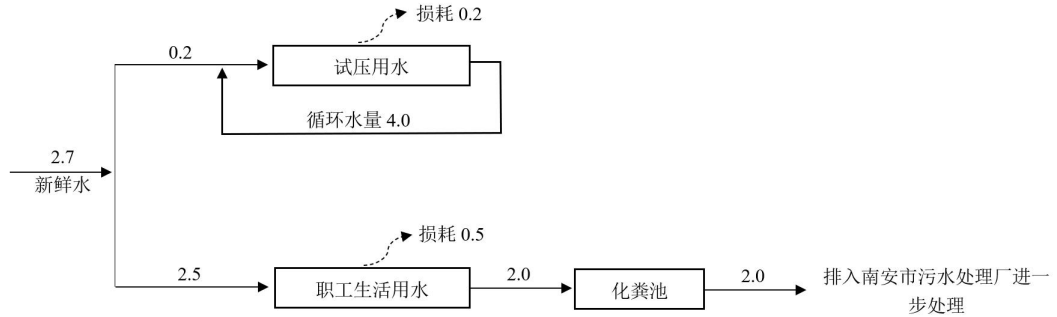 损耗 0.2
0.2
试压用水
循环水量 4.0
2.7
新鲜水
损耗 0.5
2.5
职工生活用水
2.0
化粪池
2.0
排入南安市污水处理厂进一
步处理